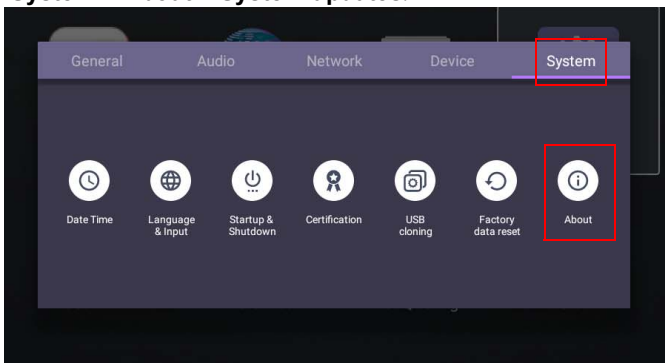 General Audio Network Device System
Date Time Language Startup & Certification USB Factory About
& Input Shutdown cloning data reset